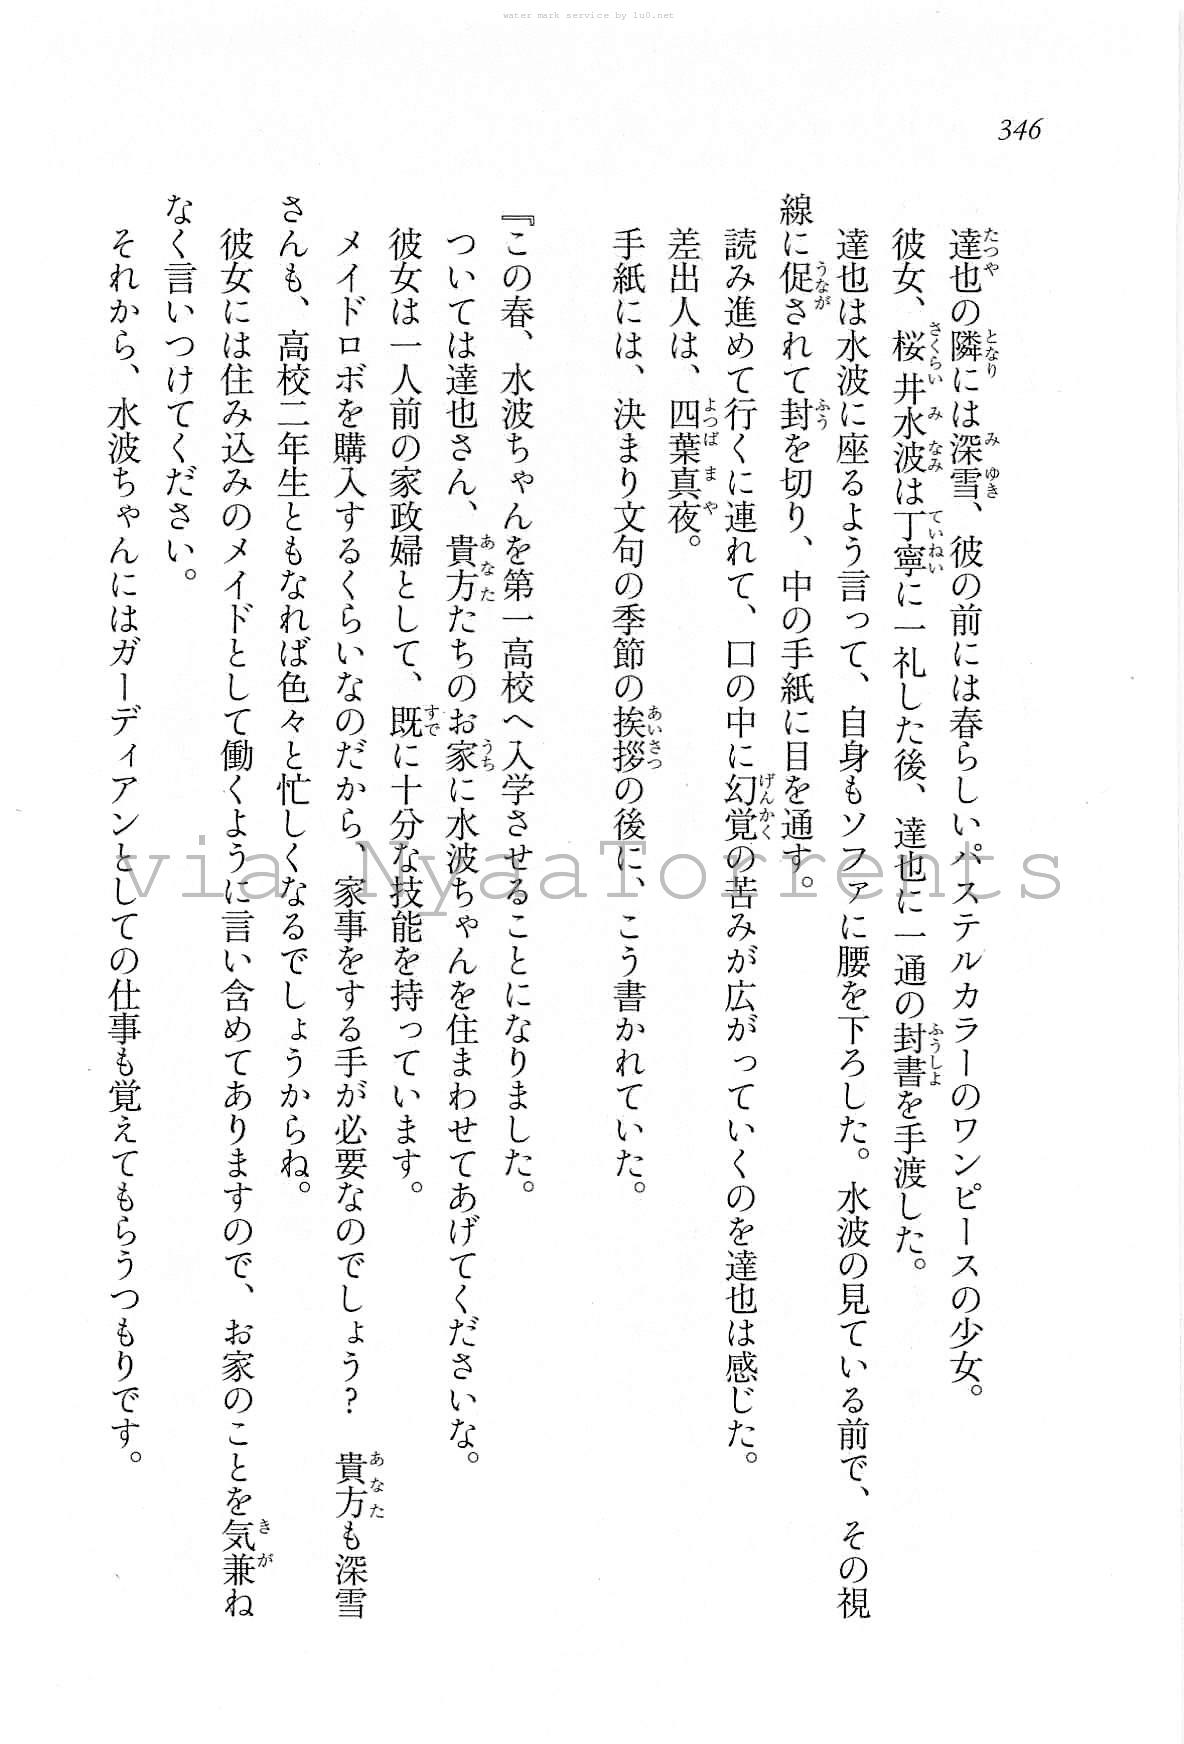 water mark service by lu0.net
346
達也の隣には深雪、彼の前には春らしいパステルカラーのワンピースの少女。
彼女、桜井水波は丁寧に一礼した後、達也に一通の封書を手渡した。
達也は水波に座るよう言って、自身もソファに腰を下ろした。水波の見ている前で、その視
線に促されて封を切り、中の手紙に目を通す。
読み進めて行くに連れて、口の中に幻覚の苦みが広がっていくのを達也は感じた。
差出人は、四葉真夜。
手紙には、決まり文句の季節の挨拶の後に、こう書かれていた。
『この春、水波ちゃんを第一高校へ入学させることになりました。
ついては達也さん、貴方たちのお家に水波ちゃんを住まわせてあげてくださいな。
彼女は一人前の家政婦として、既に十分な技能を持っています。
メイドロボを購入するくらいなのだから、家事をする手が必要なのでしょう？　貴方も深雪
さんも、高校二年生ともなれば色々と忙しくなるでしょうからね。
彼女には住み込みのメイドとして働くように言い含めてありますので、お家のことを気兼ね
なく言いつけてください。
それから、水波ちゃんにはガーディアンとしての仕事も覚えてもらうつもりです。
via NyaaTorrents